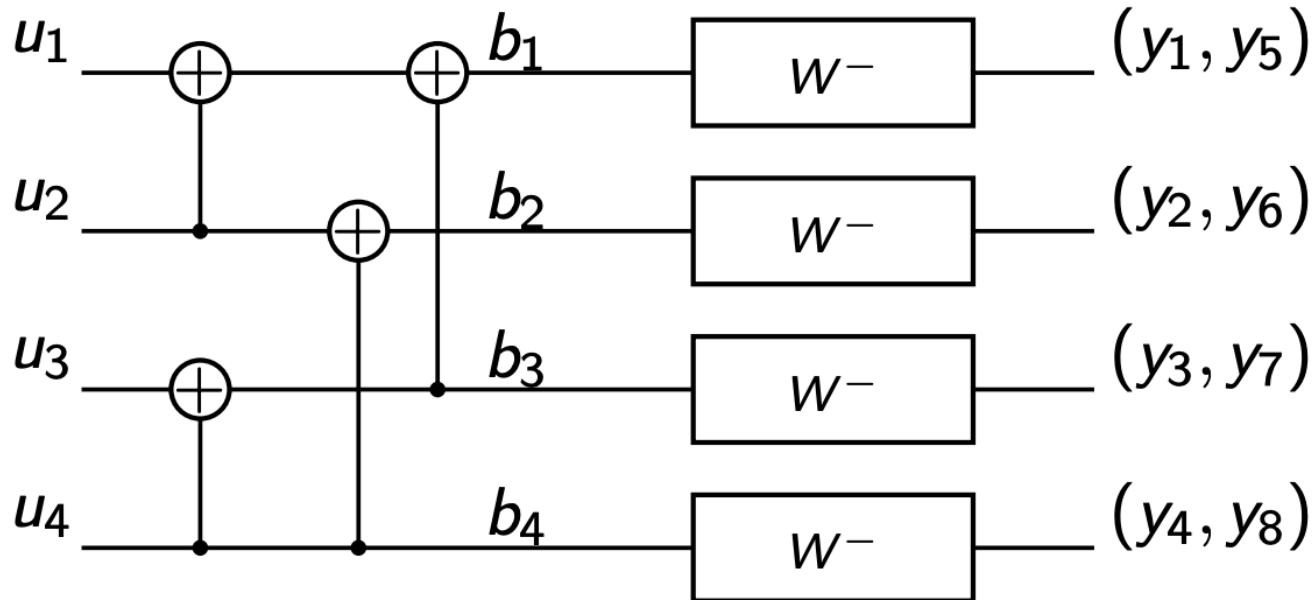 u₁ b₁ W⁻ (y₁, y₅)
u₂ b₂ W⁻ (y₂, y₆)
u₃ b₃ W⁻ (y₃, y₇)
u₄ b₄ W⁻ (y₄, y₈)